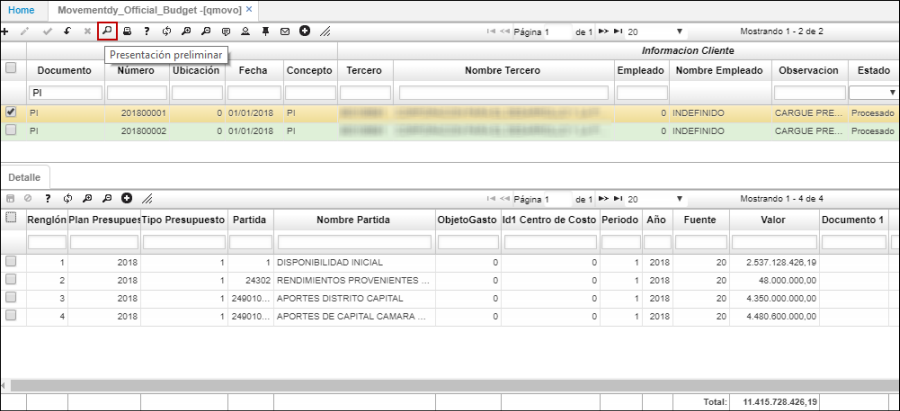 Home Movementdy_Official_Budget -[qmovo] ×
Página 1 de 1 20 Mostrando 1 - 2 de 2
Presentación preliminar
Informacion Cliente
Documento Número Ubicación Fecha Concepto Tercero Nombre Tercero Empleado Nombre Empleado Observacion Estado
PI
PI 201800001 0 01/01/2018 PI 0 INDEFINIDO CARGUE PRE... Procesado
PI 201800002 0 01/01/2018 PI 0 INDEFINIDO CARGUE PRE... Procesado
Detalle
Página 1 de 1 20 Mostrando 1 - 4 de 4
Renglón Plan Presupues Tipo Presupuesto Partida Nombre Partida ObjetoGasto Id1 Centro de Costo Periodo Año Fuente Valor Documento 1
1 2018 1 1 DISPONIBILIDAD INICIAL 0 0 1 2018 20 2.537.128.426,19
2 2018 1 24302 RENDIMIENTOS PROVENIENTES ... 0 0 1 2018 20 48.000.000,00
3 2018 1 249010... APORTES DISTRITO CAPITAL 0 0 1 2018 20 4.350.000.000,00
4 2018 1 249010... APORTES DE CAPITAL CAMARA ... 0 0 1 2018 20 4.480.600.000,00
Total: 11.415.728.426,19